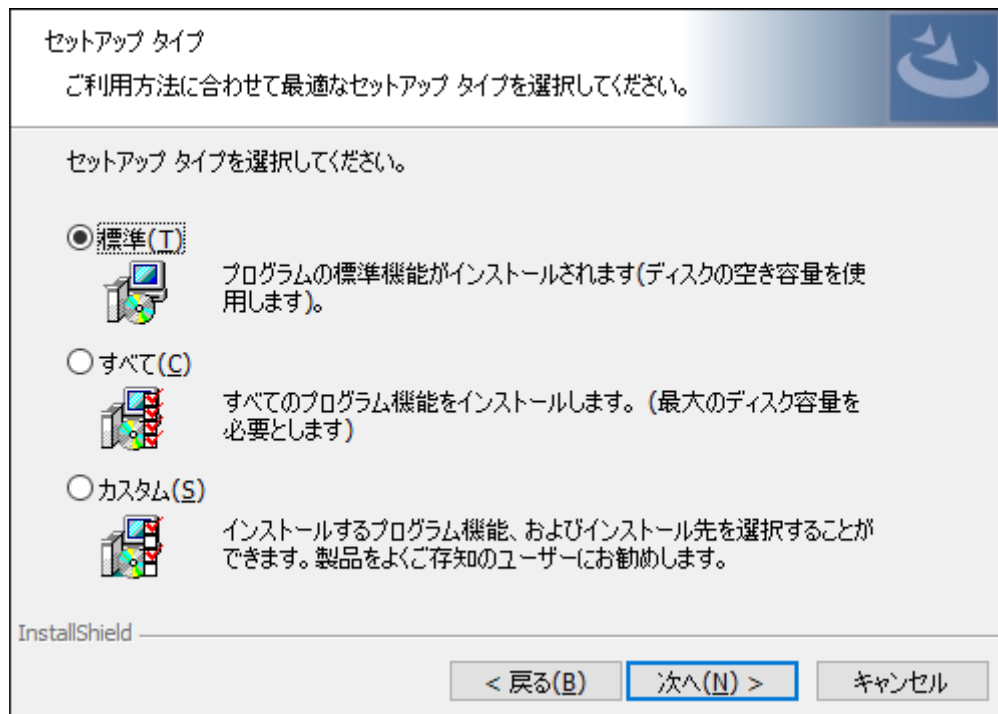 セットアップ タイプ
ご利用方法に合わせて最適なセットアップ タイプを選択してください。
セットアップ タイプを選択してください。
標準(T)
プログラムの標準機能がインストールされます(ディスクの空き容量を使
用します)。
すべて(C)
すべてのプログラム機能をインストールします。(最大のディスク容量を
必要とします)
カスタム(S)
インストールするプログラム機能、およびインストール先を選択することが
できます。製品をよくご存知のユーザーにお勧めします。
InstallShield
< 戻る(B) 次へ(N) > キャンセル